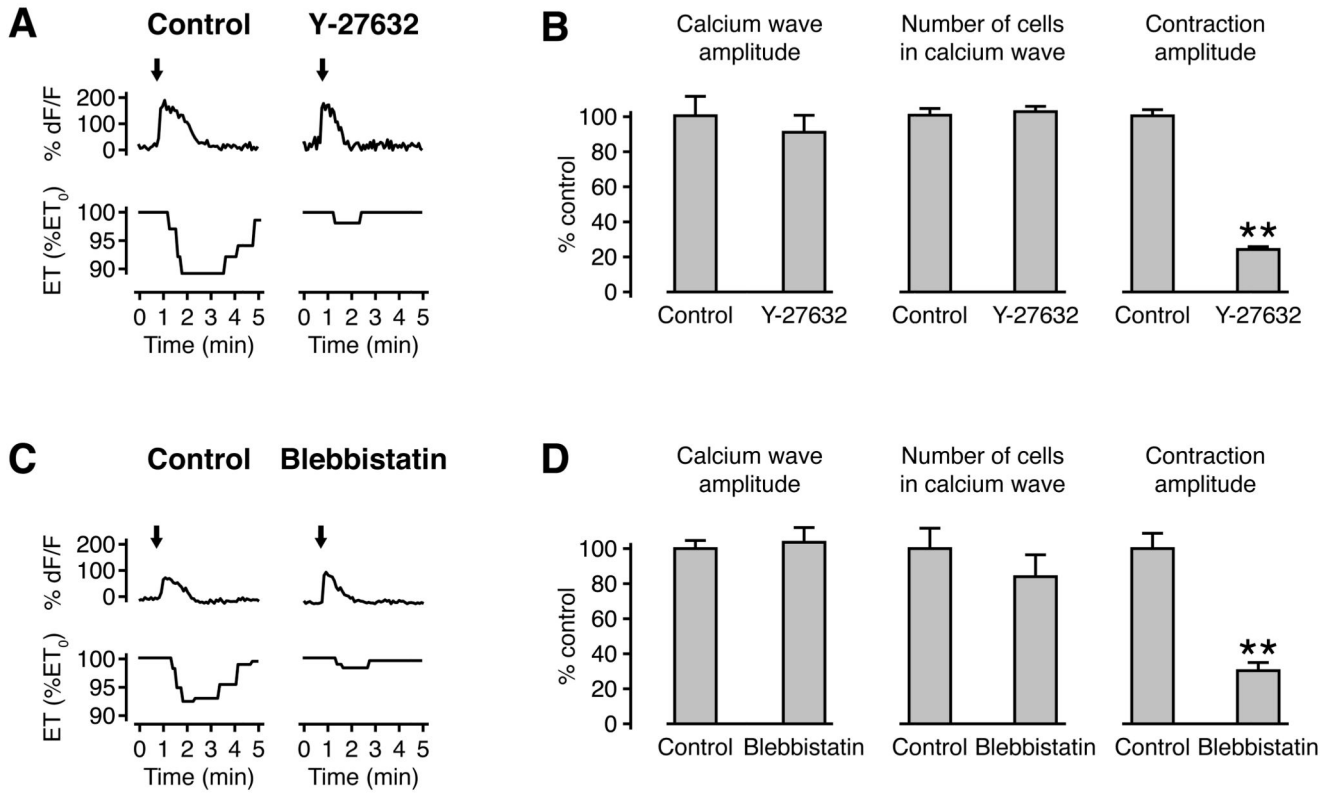 A
Control Y-27632
% dF/F
200
100
0
ET (%ET0)
100
95
90
0 1 2 3 4 5 0 1 2 3 4 5
Time (min) Time (min)
B
Calcium wave
amplitude
Number of cells
in calcium wave
Contraction
amplitude
% control
100
80
60
40
20
0
**
Control Y-27632 Control Y-27632 Control Y-27632
C
Control Blebbistatin
% dF/F
200
100
0
ET (%ET0)
100
95
90
0 1 2 3 4 5 0 1 2 3 4 5
Time (min) Time (min)
D
Calcium wave
amplitude
Number of cells
in calcium wave
Contraction
amplitude
% control
100
80
60
40
20
0
**
Control Blebbistatin Control Blebbistatin Control Blebbistatin